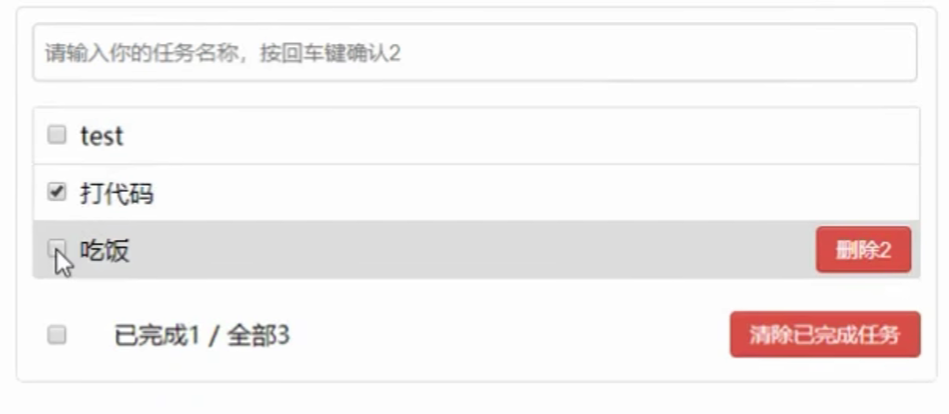 请输入你的任务名称，按回车键确认2
test
打代码
吃饭 删除2
已完成1 / 全部3 清除已完成任务